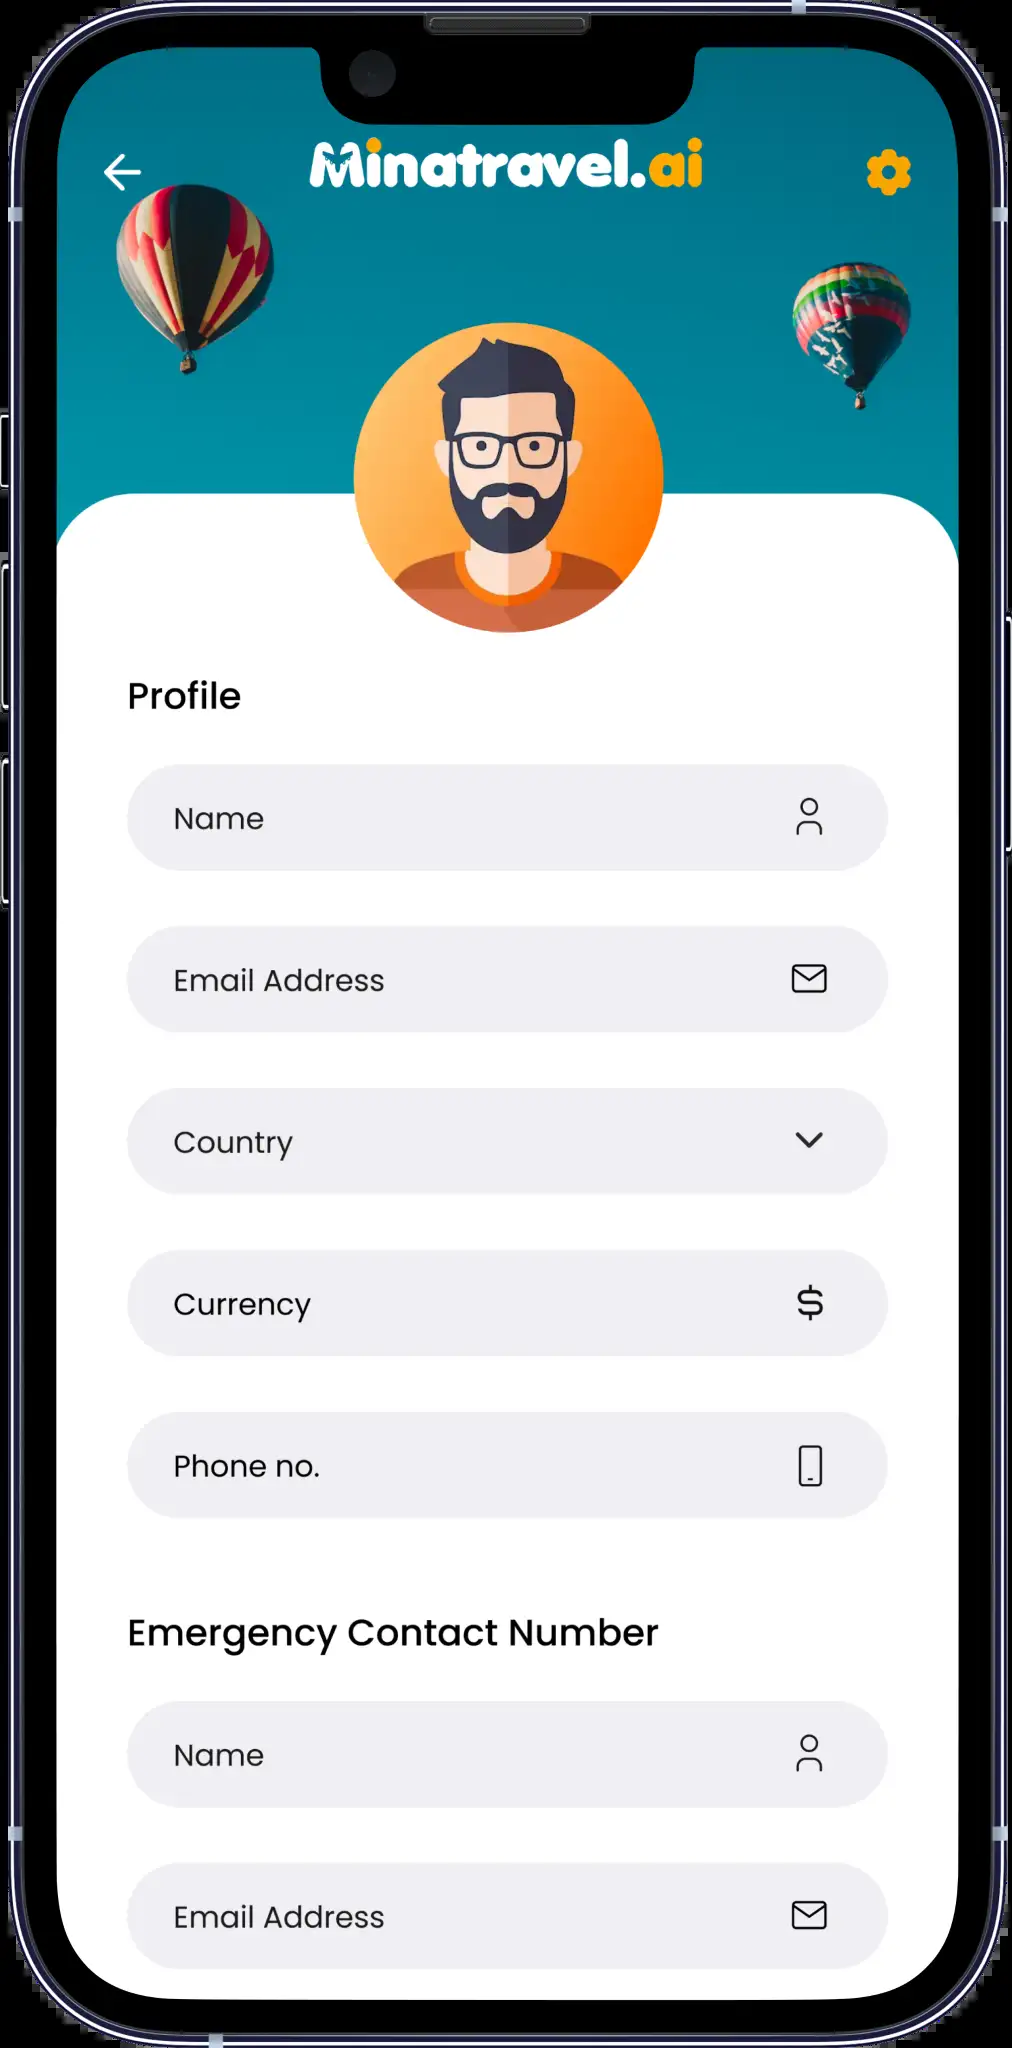 Minatravel.ai
Profile
Name
Email Address
Country
Currency
$
Phone no.
Emergency Contact Number
Name
Email Address